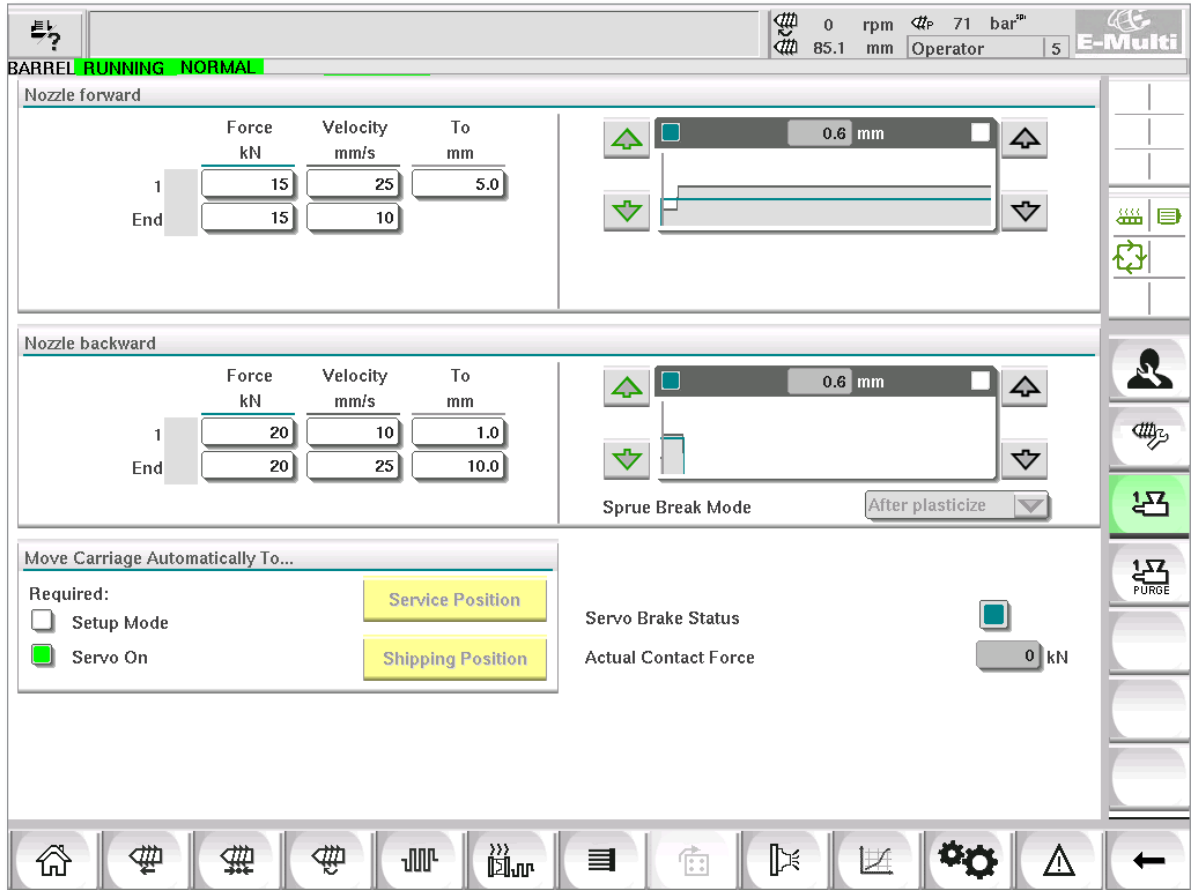 0 rpm P 71 bar spe
85.1 mm Operator 5 E-Multi
BARREL RUNNING NORMAL
Nozzle forward
Force Velocity To
kN mm/s mm
0.6 mm
1 15 25 5.0
End 15 10
Nozzle backward
Force Velocity To
kN mm/s mm
0.6 mm
1 20 10 1.0
End 20 25 10.0
Sprue Break Mode After plasticize
Move Carriage Automatically To...
Required:
Service Position
Setup Mode
Servo On
Shipping Position
Servo Brake Status
Actual Contact Force 0 kN
PURGE